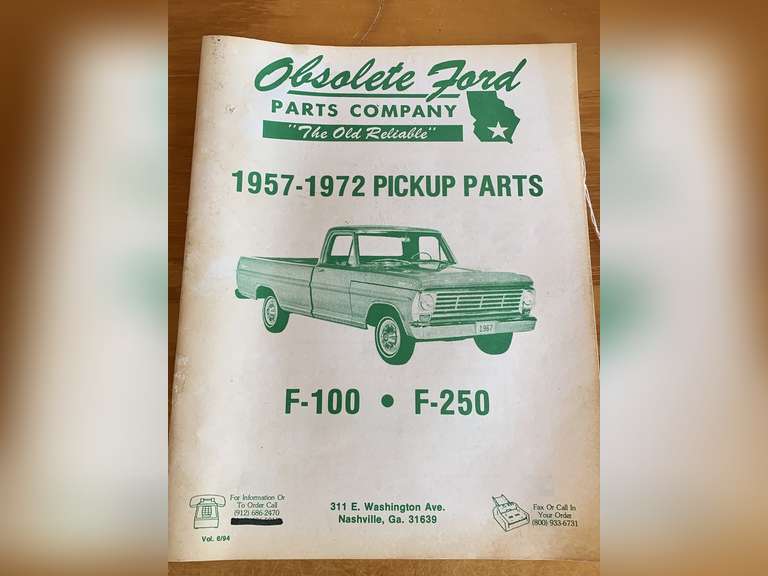 Obsolete Ford
PARTS COMPANY
"The Old Reliable"
1957-1972 PICKUP PARTS
1967
F-100 • F-250
For Information Or
To Order Call
(912) 686-2470
Vol. 6/94
311 E. Washington Ave.
Nashville, Ga. 31639
Fax Or Call In
Your Order
(800) 933-6731